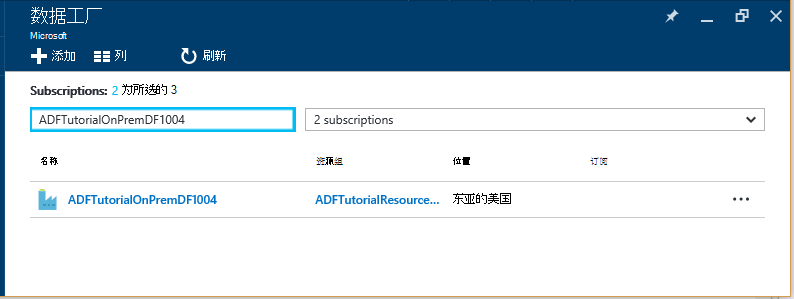 数据工厂
Microsoft
添加 列 刷新
Subscriptions: 2 为所选的 3
ADFTutorialOnPremDF1004 2 subscriptions
名称 资源组 位置 订阅
ADFTutorialOnPremDF1004 ADFTutorialResource... 东亚的美国